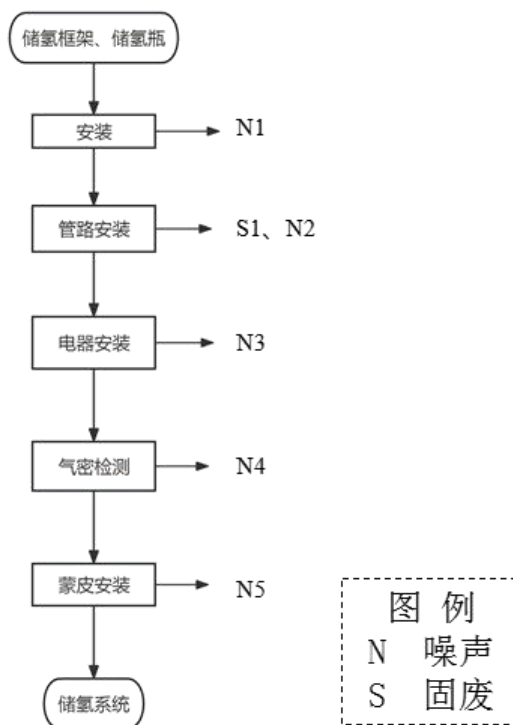 储氢框架、储氢瓶
安装
N1
管路安装
S1、N2
电器安装
N3
气密检测
N4
蒙皮安装
N5
储氢系统
图 例
N 噪声
S 固废